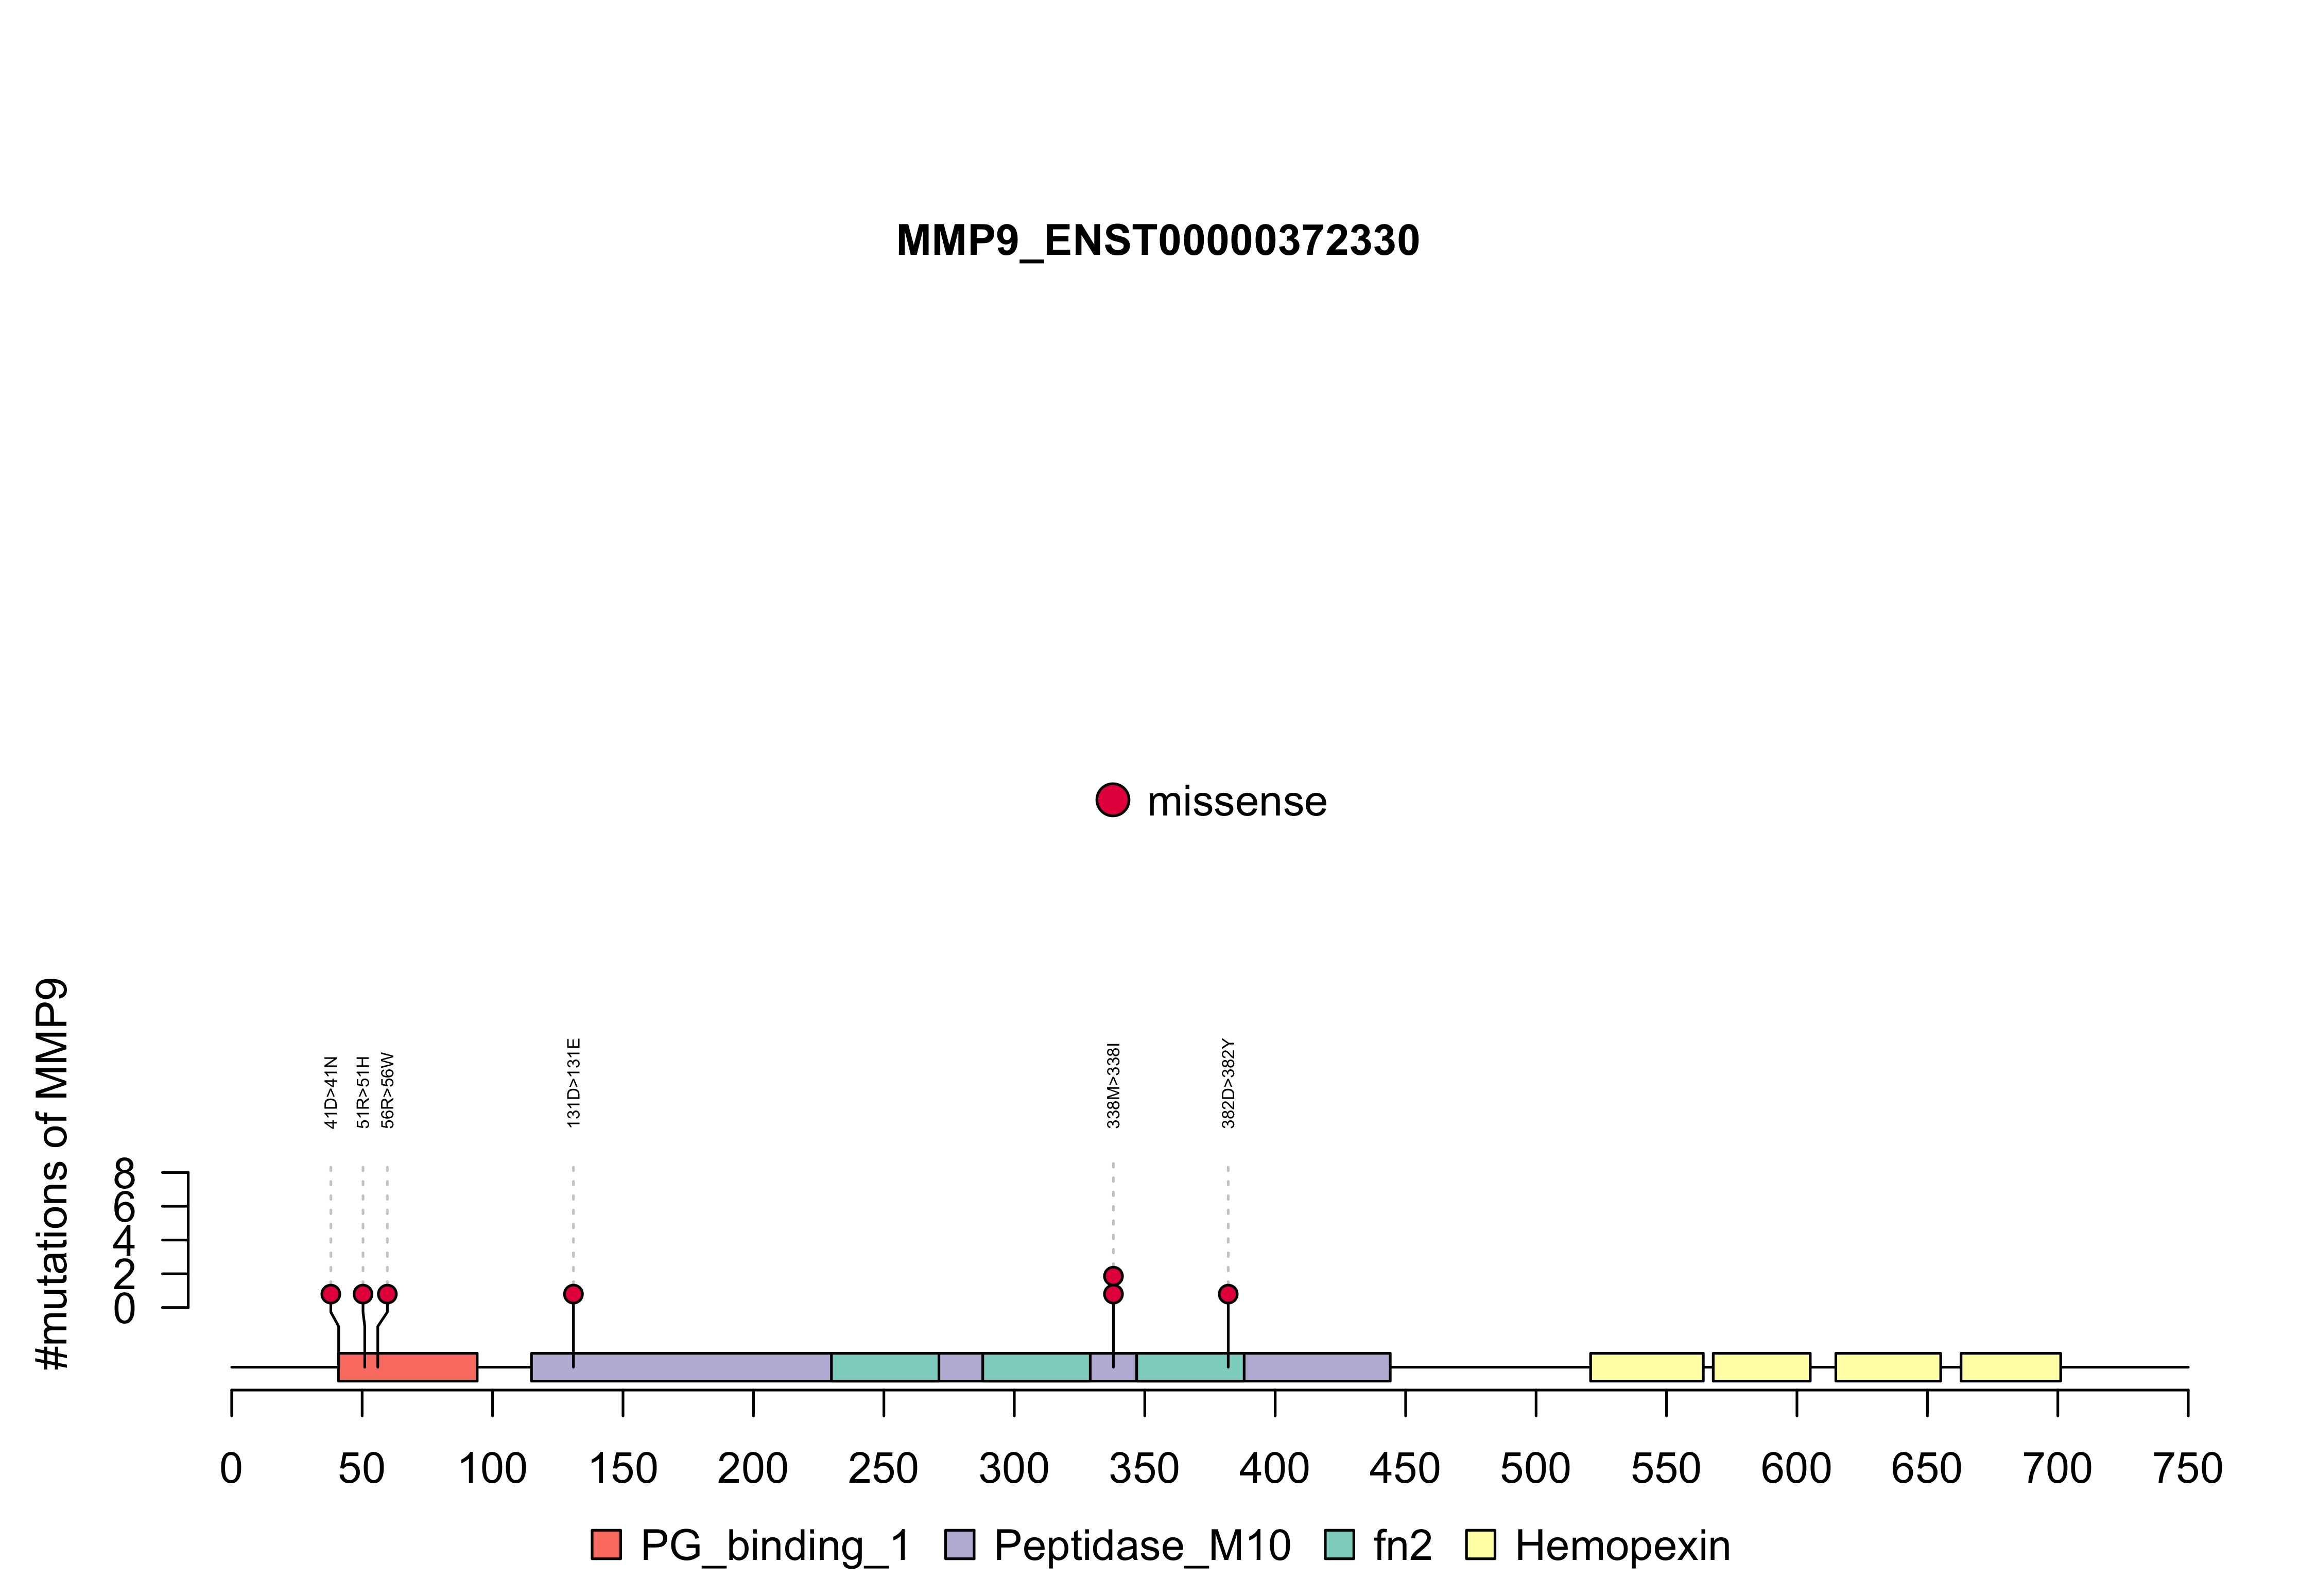 MMP9_ENST00000372330
missense
#mutations of MMP9
41D>41N
51R>51H
56R>56W
131D>131E
338M>338I
382D>382Y
8
6
4
2
0
0 50 100 150 200 250 300 350 400 450 500 550 600 650 700 750
PG_binding_1 Peptidase_M10 fn2 Hemopexin